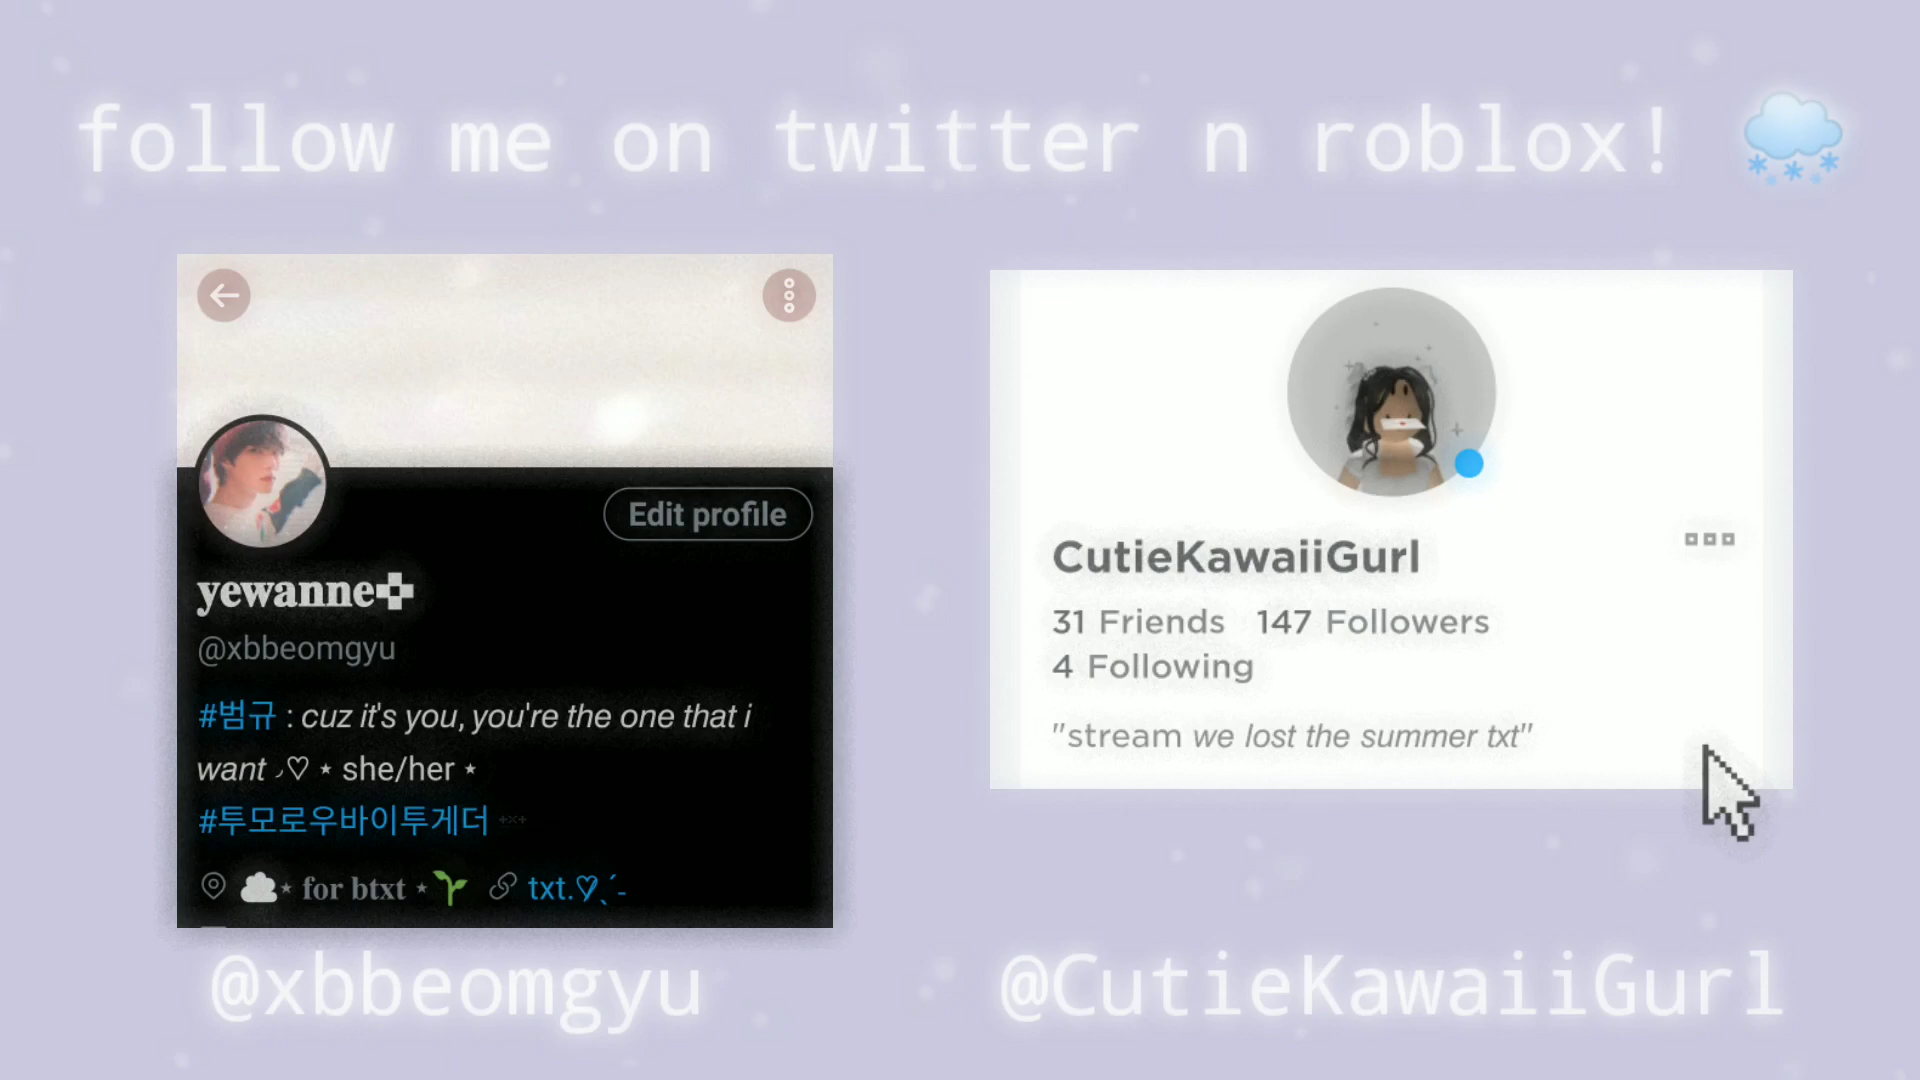 follow me on twitter n roblox! 🌨️
Edit profile
yewanne
@xbbeomgyu
#범규 : cuz it's you, you're the one that i
want ◞♡ ⋆ she/her ⋆
#투모로우바이투게더
☁️⋆ for btxt ⋆🌱 txt.♡ˎˊ-
@xbbeomgyu
CutieKawaiiGurl
31 Friends 147 Followers
4 Following
"stream we lost the summer txt"
@CutieKawaiiGurl